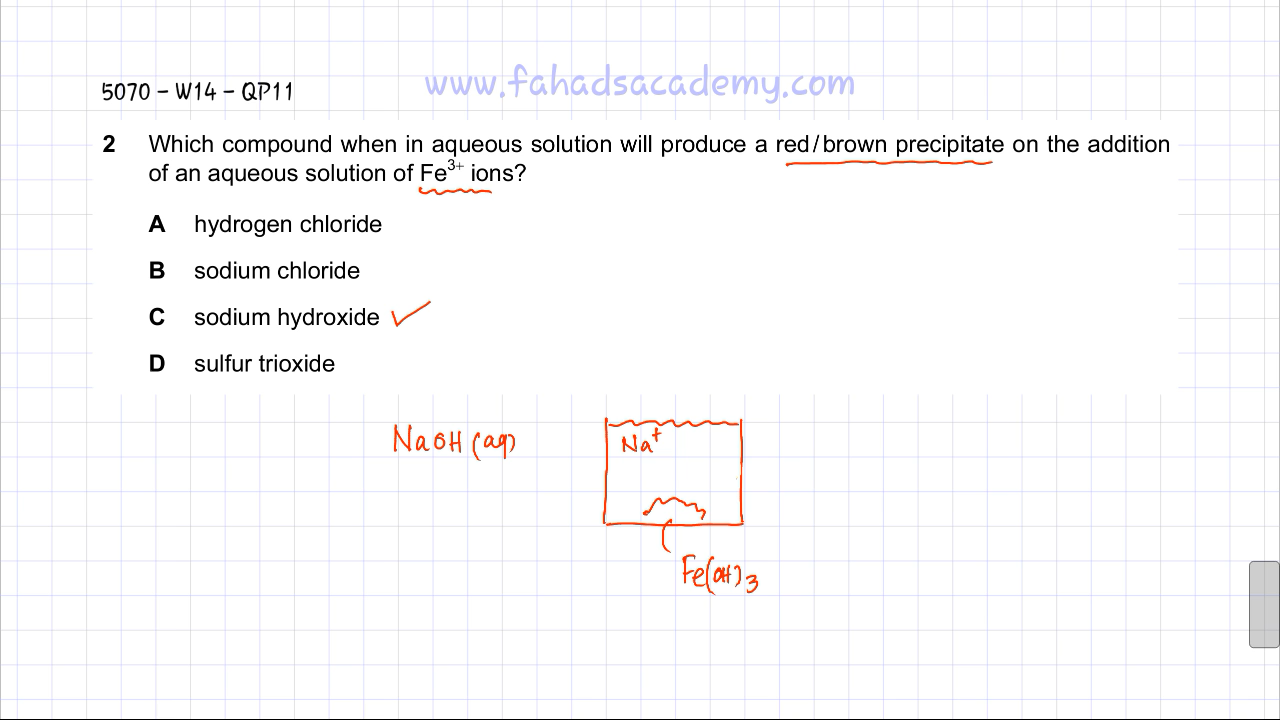 www.fahadsacademy.com
5070 – W14 – QP11
2 Which compound when in aqueous solution will produce a red/brown precipitate on the addition
of an aqueous solution of Fe³⁺ ions?
A hydrogen chloride
B sodium chloride
C sodium hydroxide ✓
D sulfur trioxide
NaOH (aq)
Na⁺
Fe(OH)₃